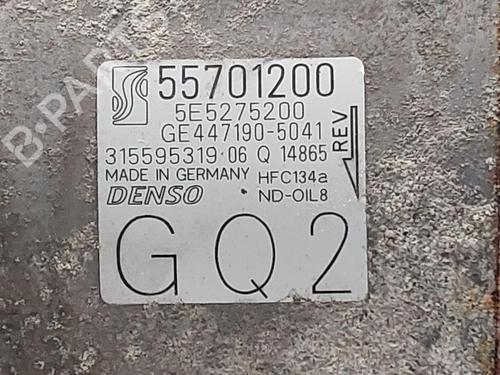 55701200
5E5275200
GE447190-5041
315595319 06 Q 14865
REV
MADE IN GERMANY HFC134a
DENSO ND-OIL8
GQ2
B-PARTS